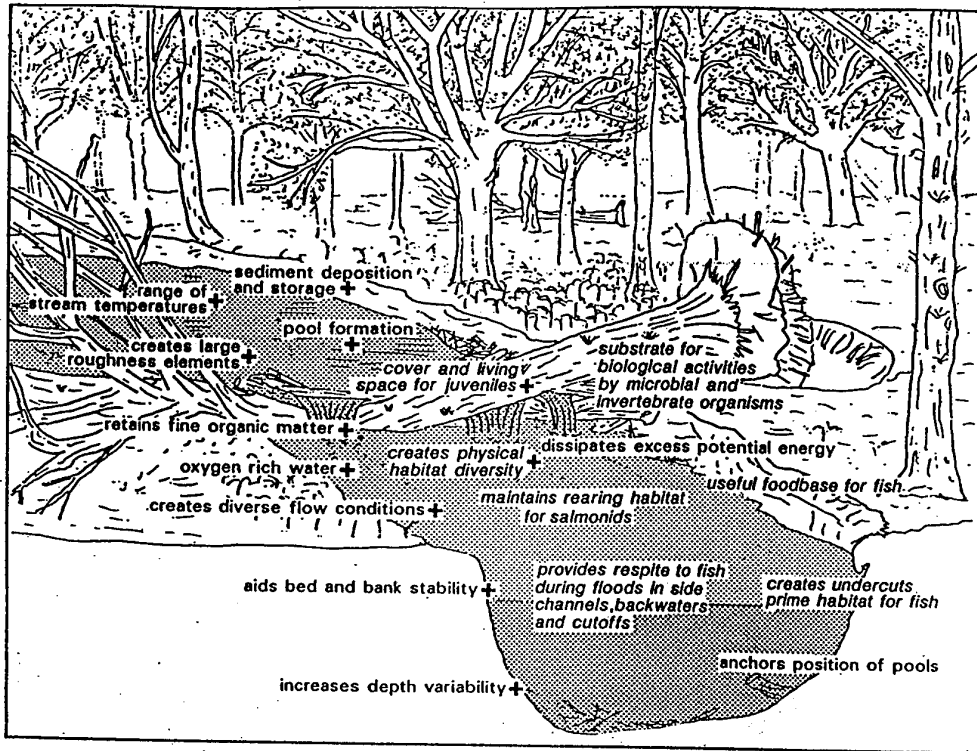 sediment deposition
and storage +
range of +
stream temperatures
pool formation
+
creates large
roughness elements +
cover and living
space for juveniles +
substrate for
biological activities
by microbial and
invertebrate organisms
retains fine organic matter +
dissipates excess potential energy
creates physical
habitat diversity +
oxygen rich water +
useful foodbase for fish
maintains rearing habitat
for salmonids
creates diverse flow conditions +
provides respite to fish
during floods in side
channels, backwaters
and cutoffs
creates undercuts
prime habitat for fish
aids bed and bank stability +
anchors position of pools
increases depth variability +